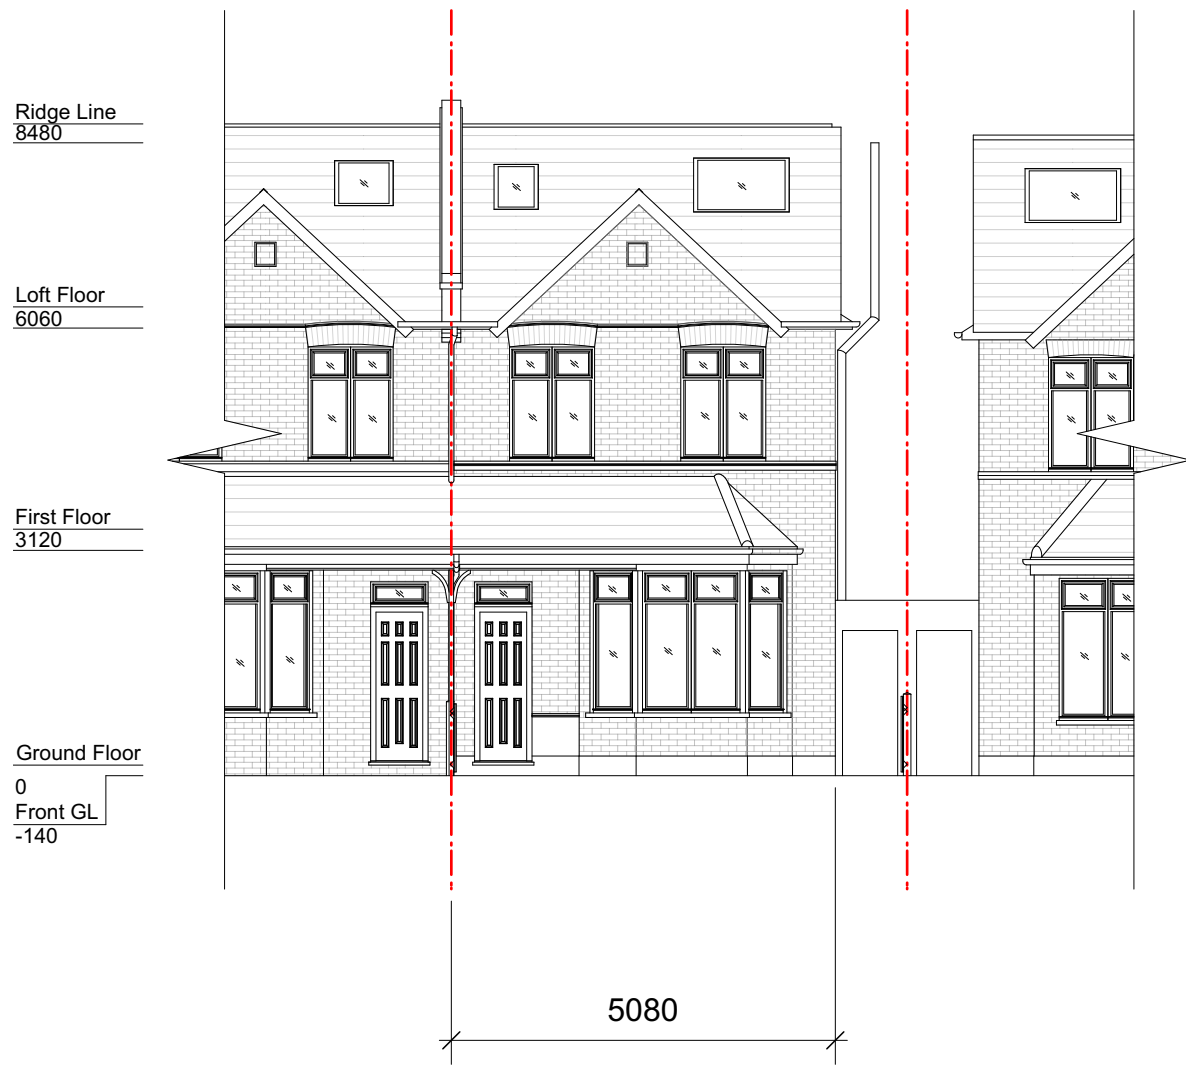 Ridge Line
8480
Loft Floor
6060
First Floor
3120
Ground Floor
0
Front GL
-140
5080